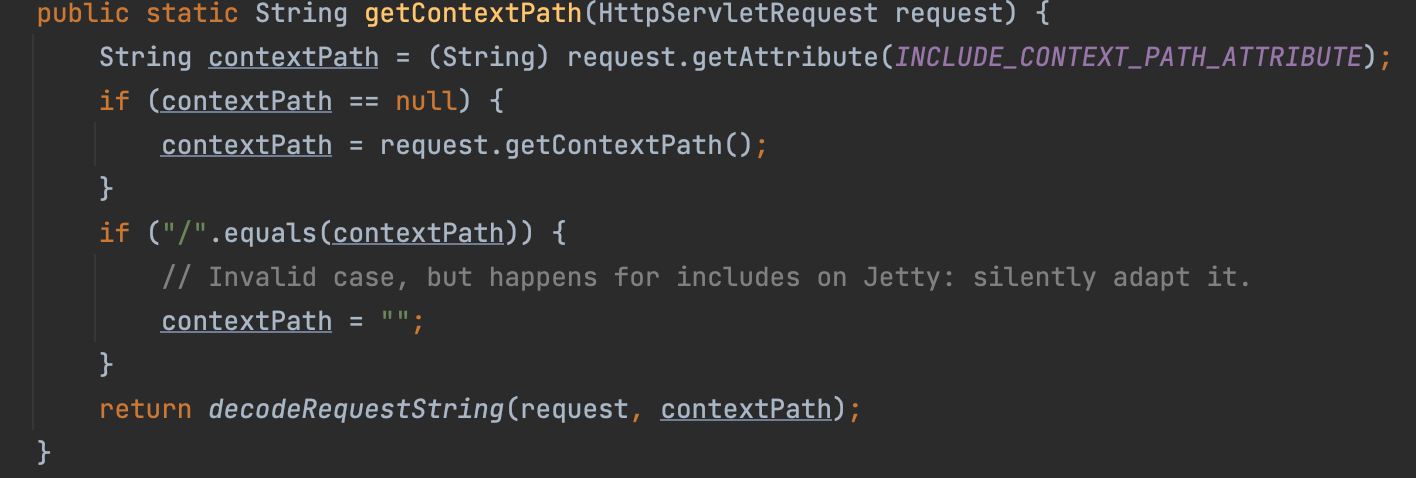 public static String getContextPath(HttpServletRequest request) {
    String contextPath = (String) request.getAttribute(INCLUDE_CONTEXT_PATH_ATTRIBUTE);
    if (contextPath == null) {
        contextPath = request.getContextPath();
    }
    if ("/".equals(contextPath)) {
        // Invalid case, but happens for includes on Jetty: silently adapt it.
        contextPath = "";
    }
    return decodeRequestString(request, contextPath);
}